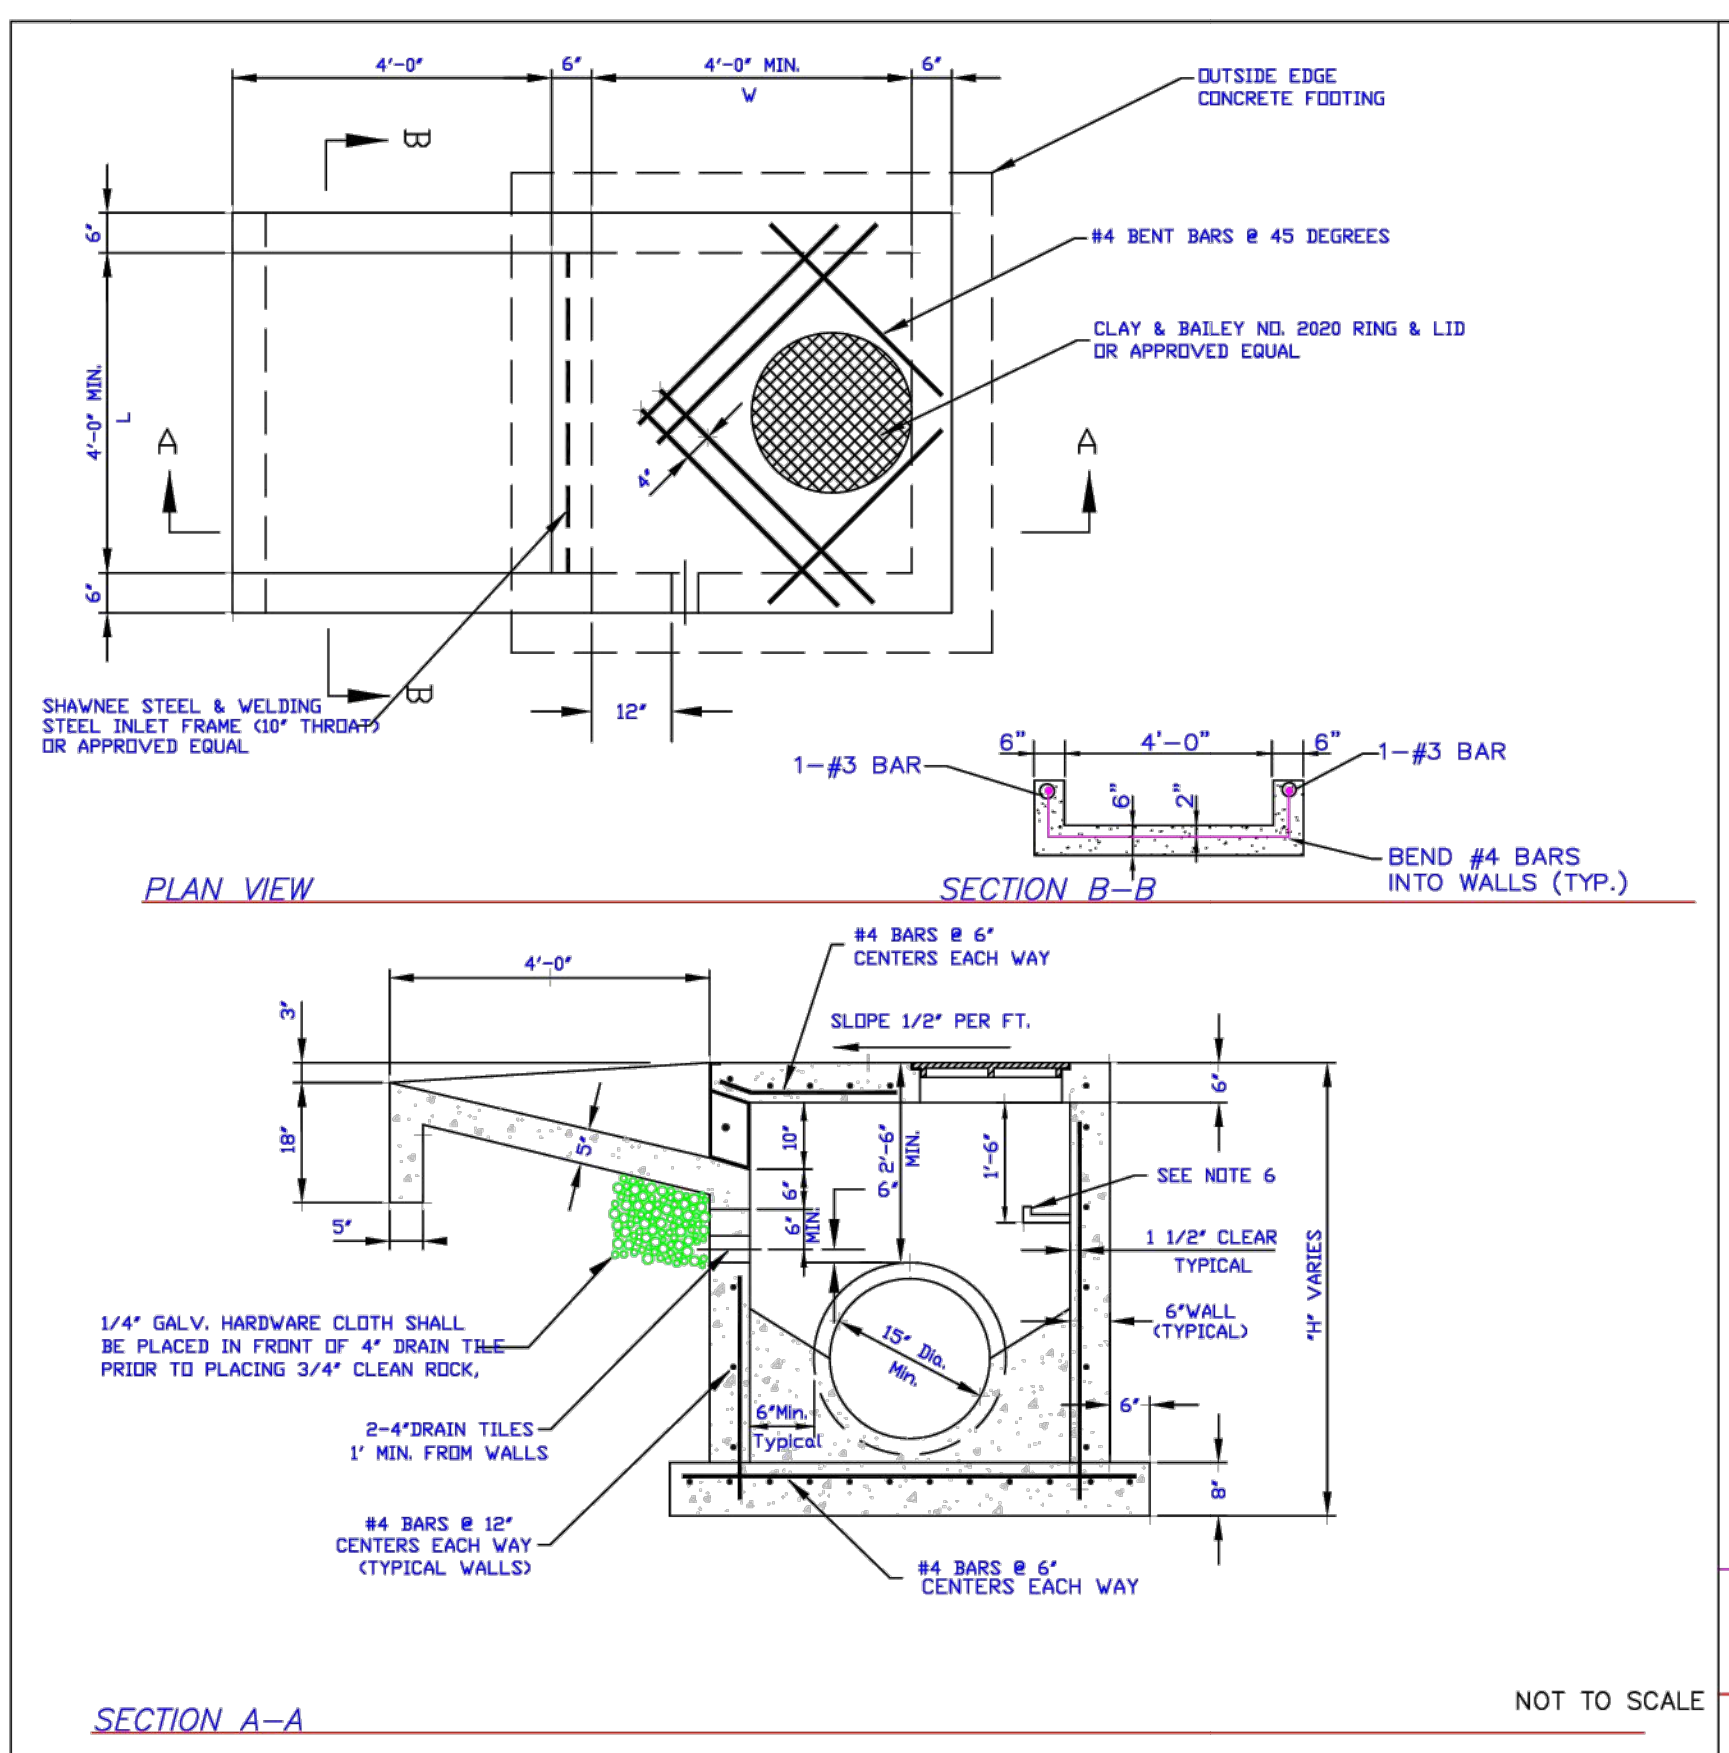 4'-0"
6"
4'-0" MIN.
6"
W
OUTSIDE EDGE
CONCRETE FOOTING
B
6"
#4 BENT BARS @ 45 DEGREES
CLAY & BAILEY NO. 2020 RING & LID
OR APPROVED EQUAL
4'-0" MIN.
L
A
A
4"
6"
B
SHAWNEE STEEL & WELDING
STEEL INLET FRAME (10" THROAT)
OR APPROVED EQUAL
12"
6"
4'-0"
6"
1-#3 BAR
1-#3 BAR
6"
2"
BEND #4 BARS
INTO WALLS (TYP.)
PLAN VIEW
SECTION B-B
#4 BARS @ 6"
CENTERS EACH WAY
4'-0"
3"
SLOPE 1/2" PER FT.
6"
18"
5"
10"
2'-6"
MIN.
1'-6"
6"
6"
6"
MIN.
SEE NOTE 6
5"
1 1/2" CLEAR
TYPICAL
"H" VARIES
1/4" GALV. HARDWARE CLOTH SHALL
BE PLACED IN FRONT OF 4" DRAIN TILE
PRIOR TO PLACING 3/4" CLEAN ROCK,
6"WALL
(TYPICAL)
15" Dia.
Min.
6"Min.
Typical
6"
2-4"DRAIN TILES
1' MIN. FROM WALLS
8"
#4 BARS @ 12"
CENTERS EACH WAY
(TYPICAL WALLS)
#4 BARS @ 6"
CENTERS EACH WAY
NOT TO SCALE
SECTION A-A